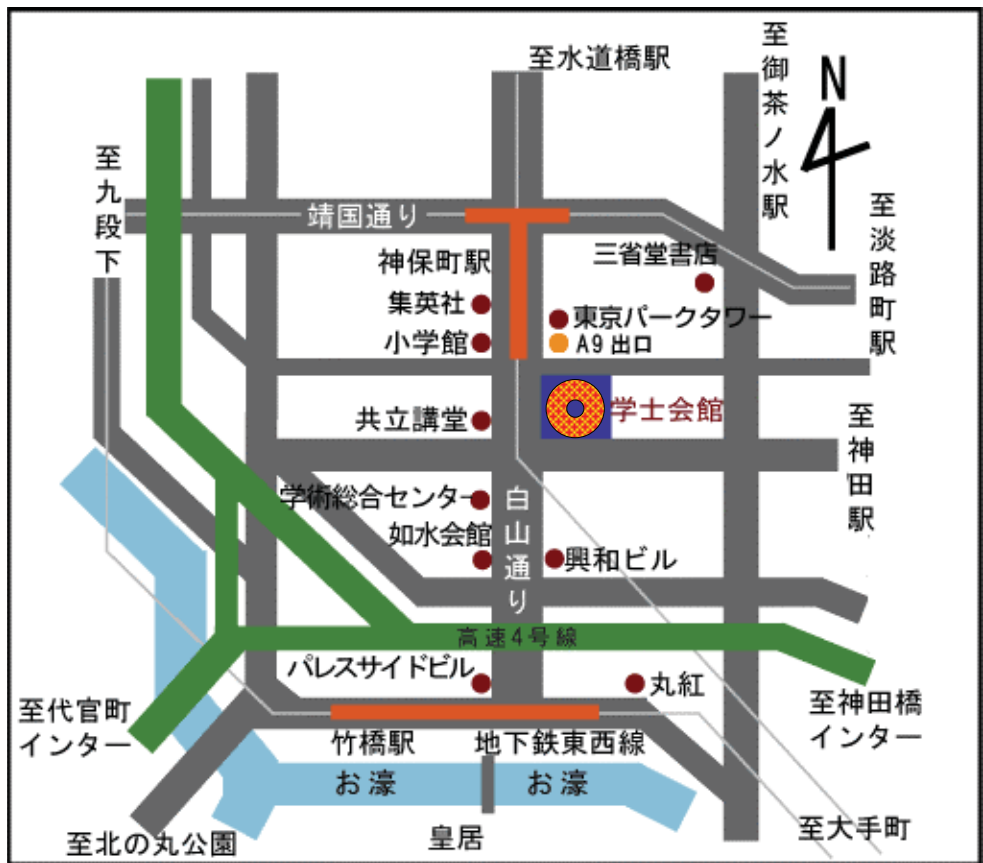 至水道橋駅
至御茶ノ水駅
N
至九段下
靖国通り
至淡路町駅
神保町駅
三省堂書店
集英社
東京パークタワー
小学館
A9出口
学士会館
共立講堂
至神田駅
学術総合センター
白山通り
如水会館
興和ビル
高速4号線
パレスサイドビル
丸紅
至代官町
インター
至神田橋
インター
竹橋駅
地下鉄東西線
お濠
お濠
皇居
至大手町
至北の丸公園